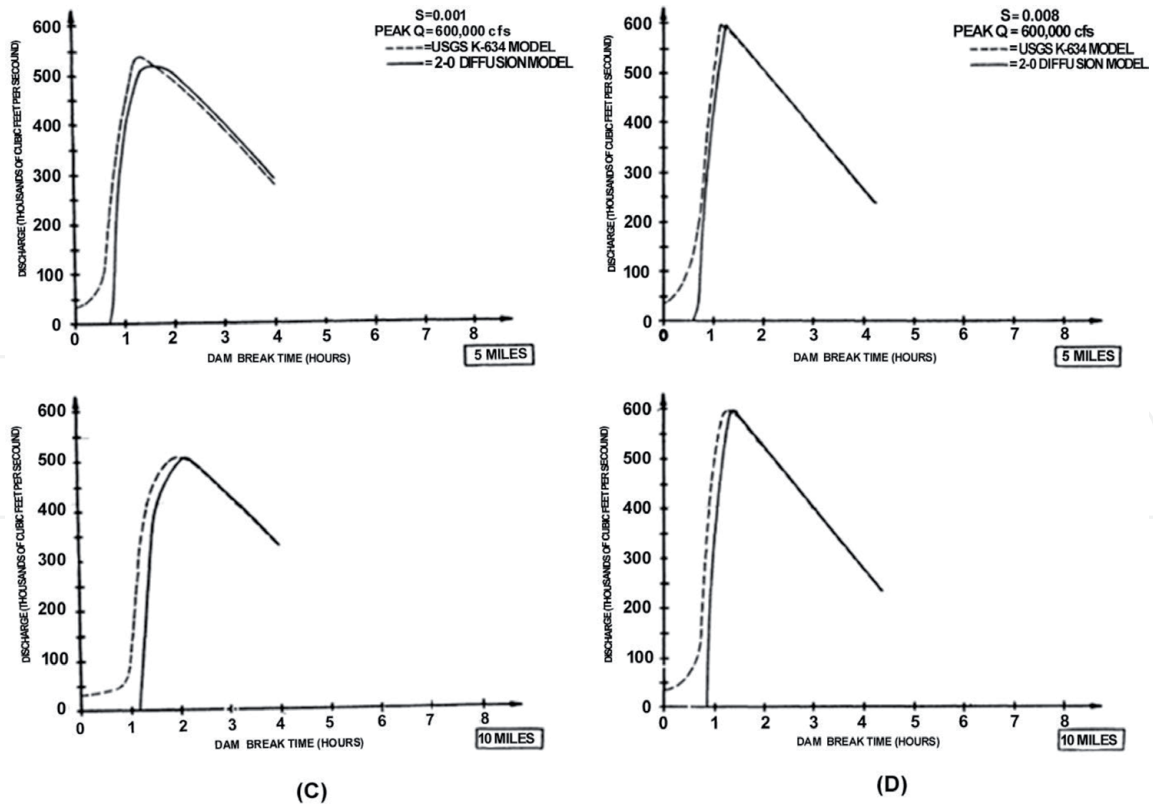 S=0.001
PEAK Q = 600,000 cfs
=USGS K-634 MODEL
= 2-0 DIFFUSION MODEL
DISCHARGE (THOUSANDS OF CUBIC FEET PER SECOUND)
600
500
400
300
200
100
0
0 1 2 3 4 5 6 7 8
DAM BREAK TIME (HOURS)
5 MILES
S= 0.008
PEAK Q = 600,000 cfs
= USGS K-634 MODEL
= 2-0 DIFFUSION MODEL
DISCHARGE (THOUSANDS OF CUBIC FEET PER SECOUND)
600
500
400
300
200
100
0
0 1 2 3 4 5 6 7 8
DAM BREAK TIME (HOURS)
5 MILES
DISCHARGE (THOUSANDS OF CUBIC FEET PER SECOUND)
600
500
400
300
200
100
0
0 1 2 3 4 5 6 7 8
DAM BREAK TIME (HOURS)
10 MILES
(C)
DISCHARGE (THOUSANDS OF CUBIC FEET PER SECOUND)
600
500
400
300
200
100
0
0 1 2 3 4 5 6 7 8
DAM BREAK TIME (HOURS)
10 MILES
(D)